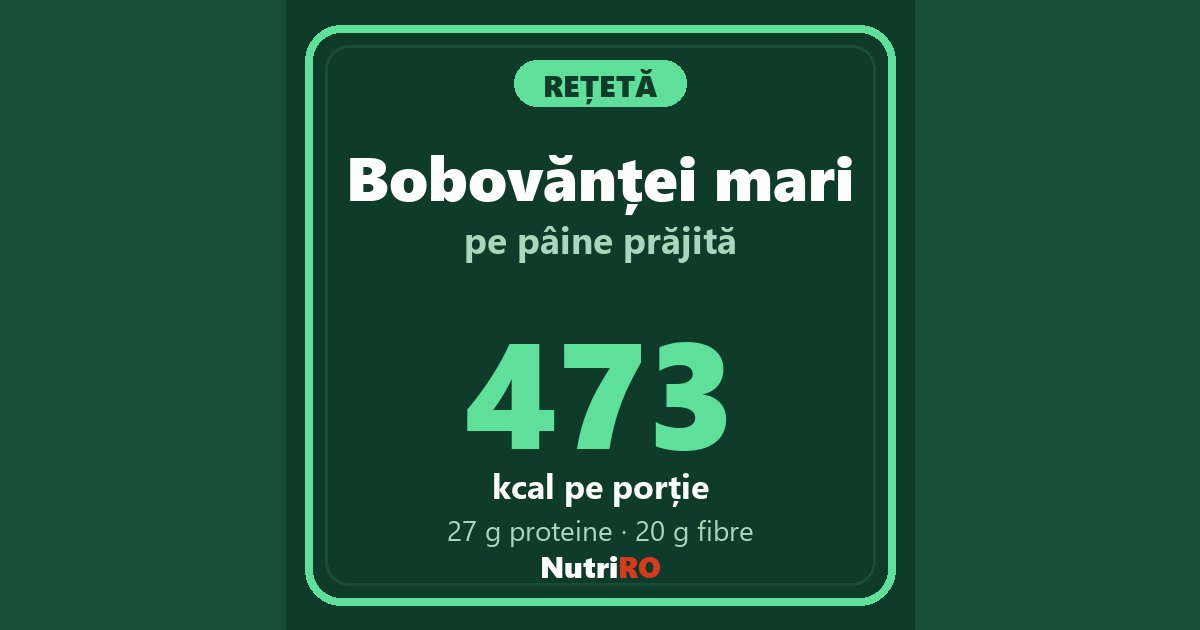 REȚETĂ
Bobovănței mari
pe pâine prăjită
473
kcal pe porție
27 g proteine · 20 g fibre
NutriRO